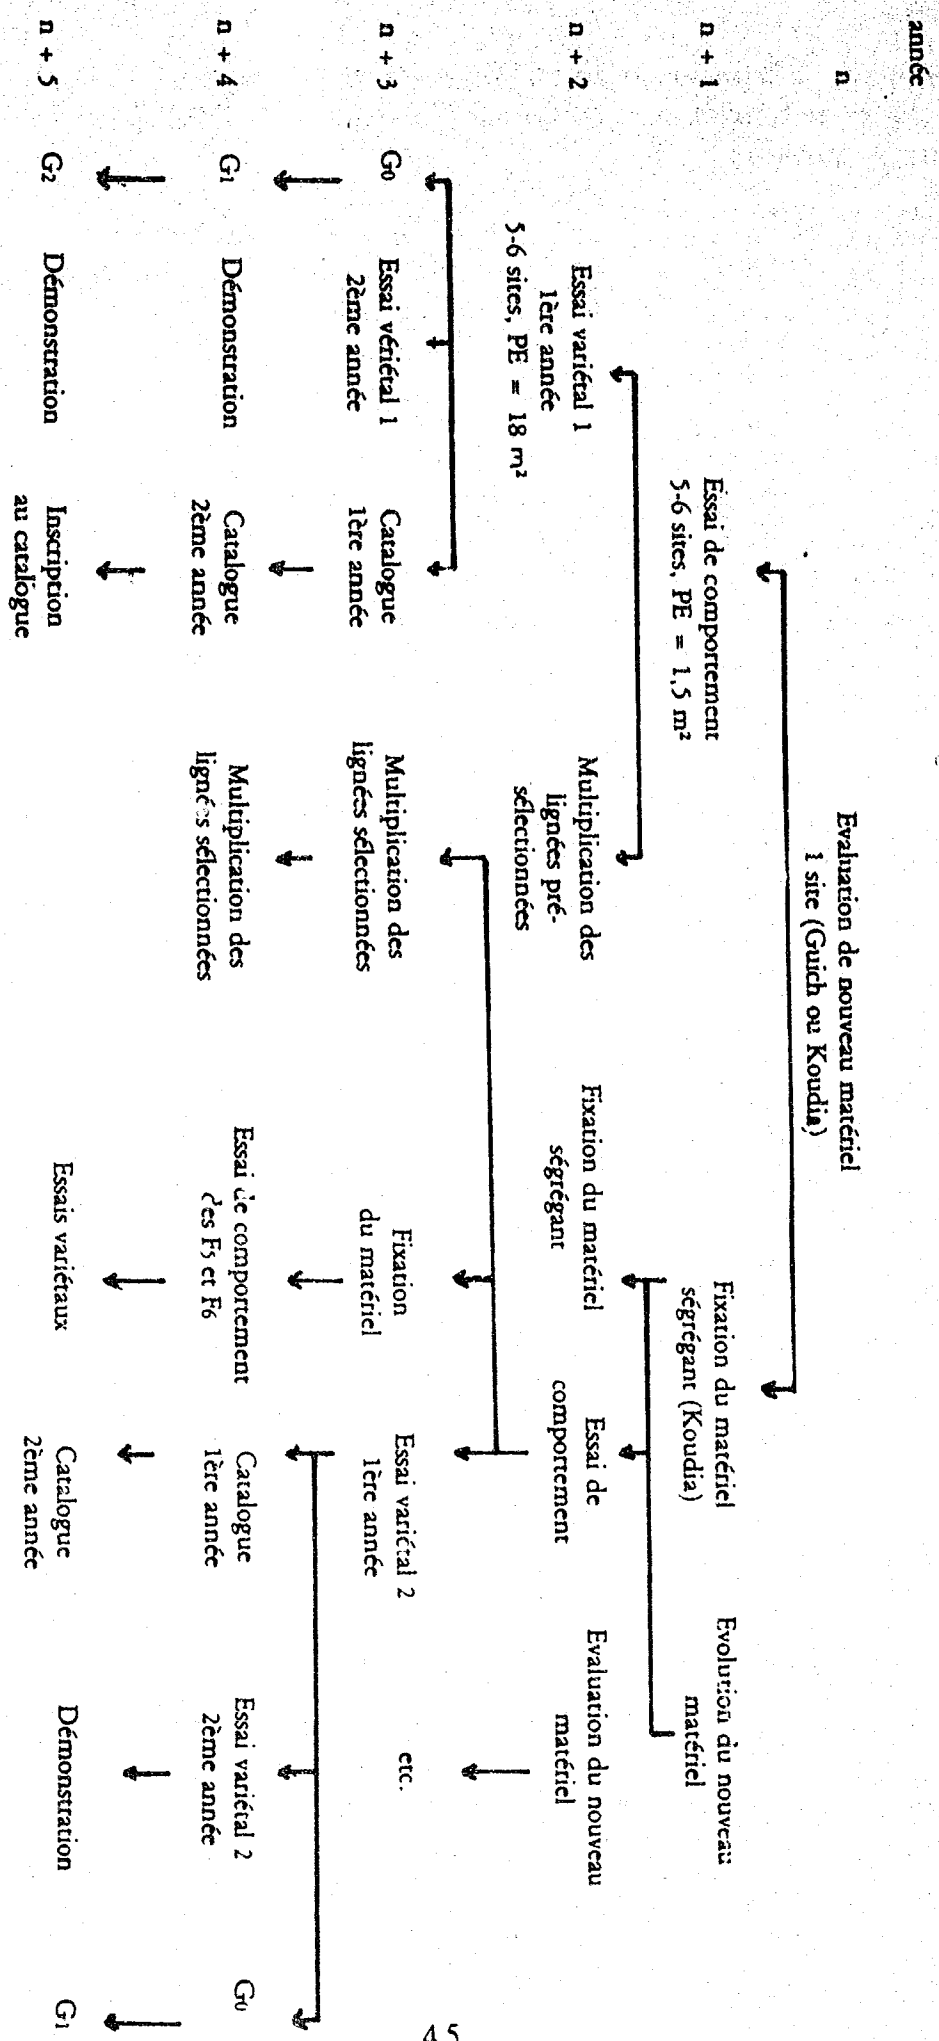 année
n
Evaluation de nouveau matériel
1 site (Guich ou Koudia)
n + 1
Essai de comportement
5-6 sites, PE = 1,5 m²
Fixation du matériel
ségrégant (Koudia)
Evolution du nouveau
matériel
n + 2
Essai variétal 1
1ère année
5-6 sites, PE = 18 m²
Multiplication des
lignées pré-
sélectionnées
Fixation du matériel
ségrégant
Essai de
comportement
Evaluation du nouveau
matériel
n + 3
G0
Essai vériétal 1
2ème année
Catalogue
1ère année
Multiplication des
lignées sélectionnées
Fixation
du matériel
Essai variétal 2
1ère année
etc.
n + 4
G1
Démonstration
Catalogue
2ème année
Multiplication des
lignées sélectionnées
Essai de comportement
des F5 et F6
Catalogue
1ère année
Essai variétal 2
2ème année
G0
n + 5
G2
Démonstration
Inscription
au catalogue
Essais variétaux
Catalogue
2ème année
Démonstration
G1
45